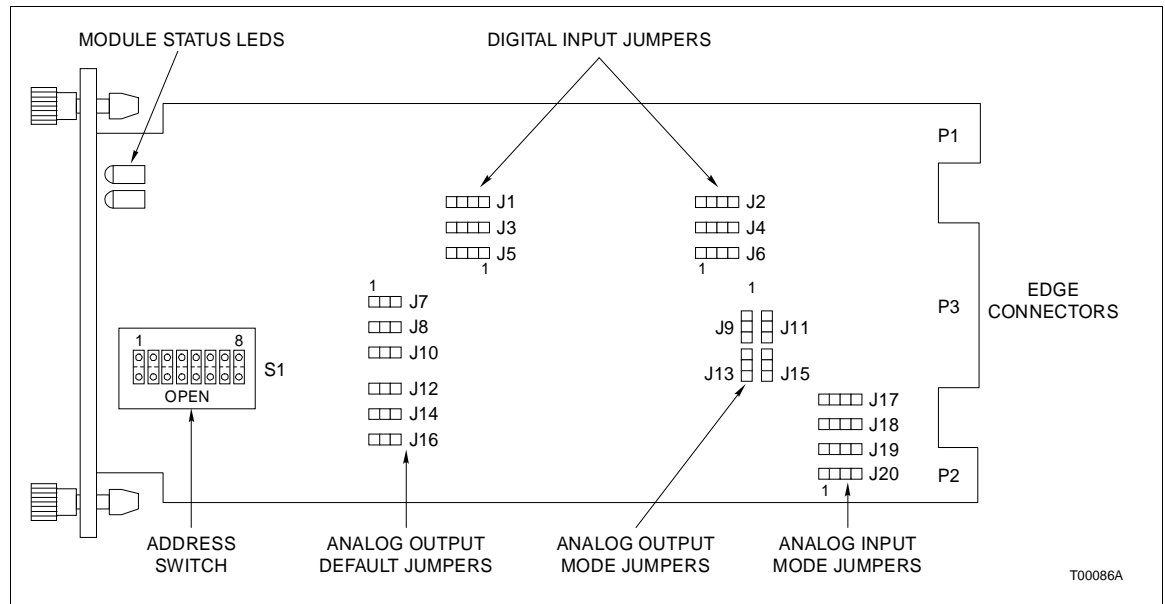 MODULE STATUS LEDS
DIGITAL INPUT JUMPERS
P1
J1
J2
J3
J4
J5
J6
1
1
1
1
J7
J8
J10
J9
J11
P3
EDGE
CONNECTORS
1 8
S1
OPEN
J12
J14
J16
J13
J15
J17
J18
J19
J20
1
P2
ADDRESS
SWITCH
ANALOG OUTPUT
DEFAULT JUMPERS
ANALOG OUTPUT
MODE JUMPERS
ANALOG INPUT
MODE JUMPERS
T00086A